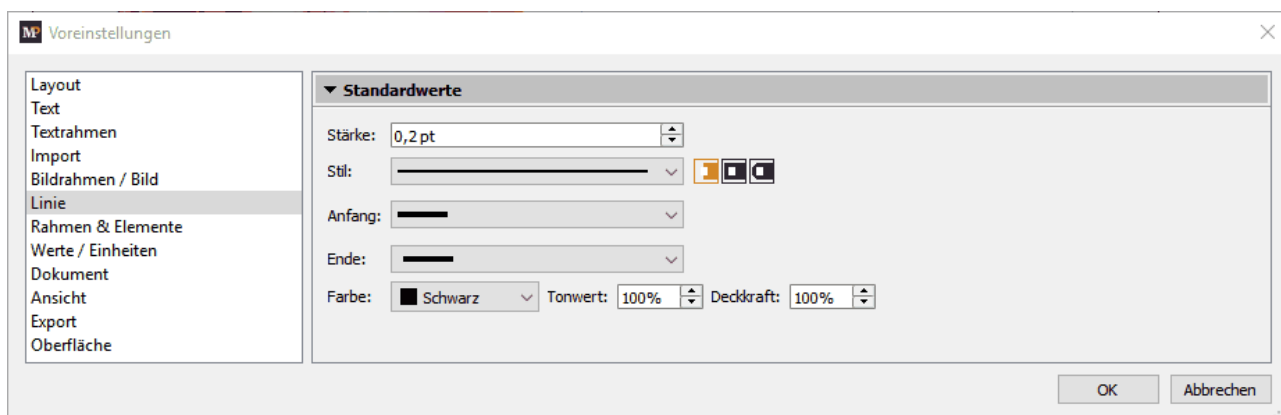 MP Voreinstellungen
Layout
Text
Textrahmen
Import
Bildrahmen / Bild
Linie
Rahmen & Elemente
Werte / Einheiten
Dokument
Ansicht
Export
Oberfläche
Standardwerte
Stärke: 0,2 pt
Stil:
Anfang:
Ende:
Farbe: Schwarz Tonwert: 100% Deckkraft: 100%
OK Abbrechen